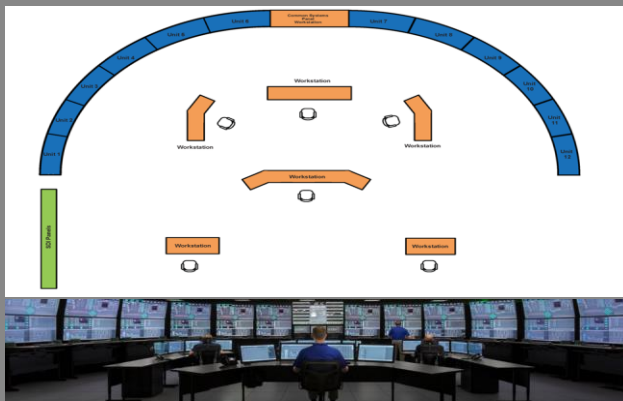 Common Systems
Panel
Workstation
Unit 6
Unit 7
Unit 5
Unit 8
Unit 4
Unit 9
Unit 3
Unit
10
Unit 2
Unit
11
Unit 1
Unit
12
Workstation
Workstation
Workstation
Workstation
SDI Panels
Workstation
Workstation